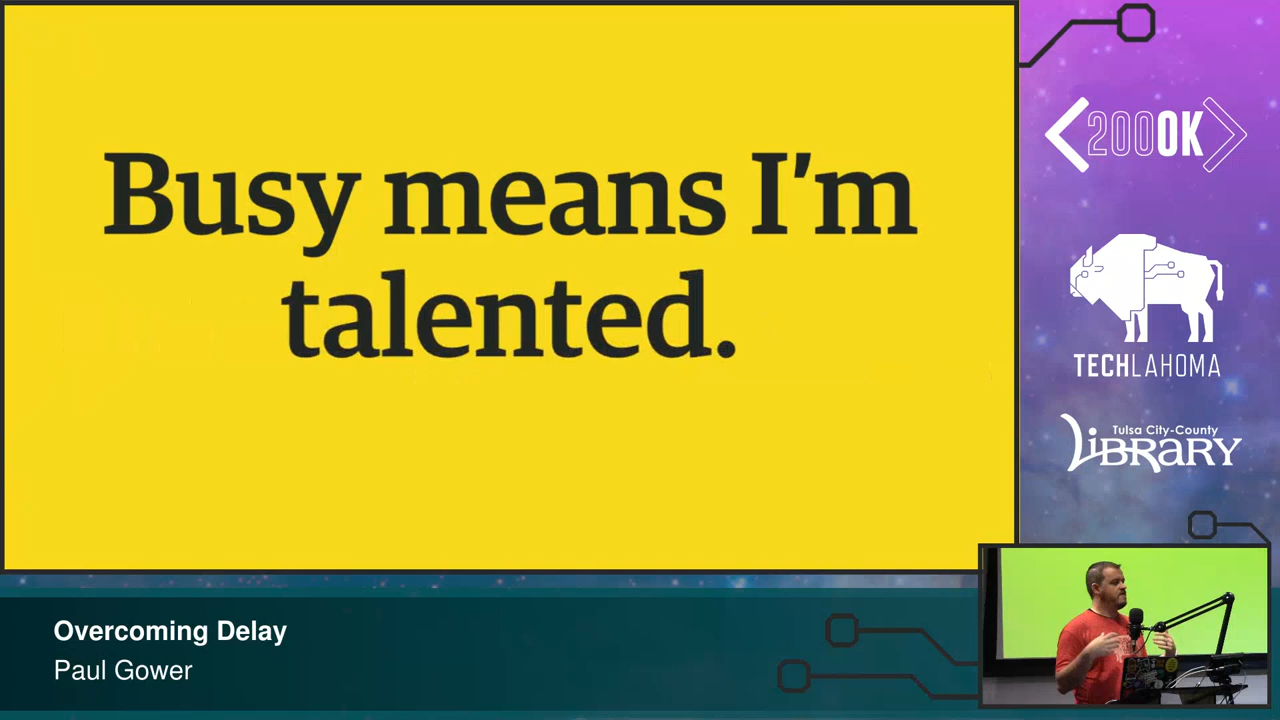 Busy means I'm
talented.
200OK
TECHLAHOMA
Tulsa City-County
LIBRARY
Overcoming Delay
Paul Gower